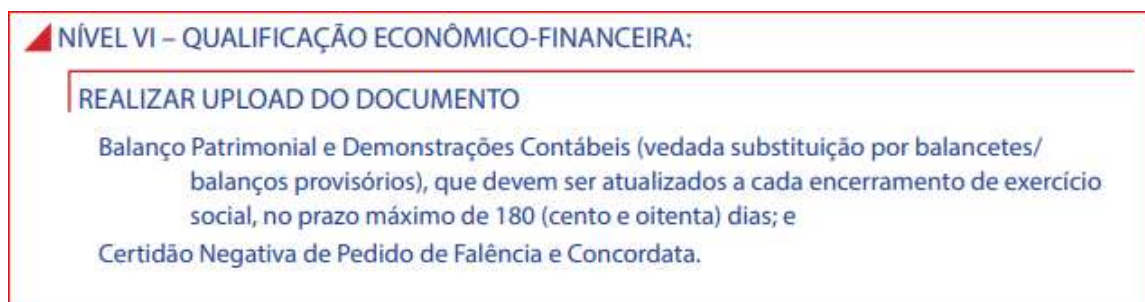 NÍVEL VI – QUALIFICAÇÃO ECONÔMICO-FINANCEIRA:
REALIZAR UPLOAD DO DOCUMENTO
Balanço Patrimonial e Demonstrações Contábeis (vedada substituição por balancetes/
balanços provisórios), que devem ser atualizados a cada encerramento de exercício
social, no prazo máximo de 180 (cento e oitenta) dias; e
Certidão Negativa de Pedido de Falência e Concordata.